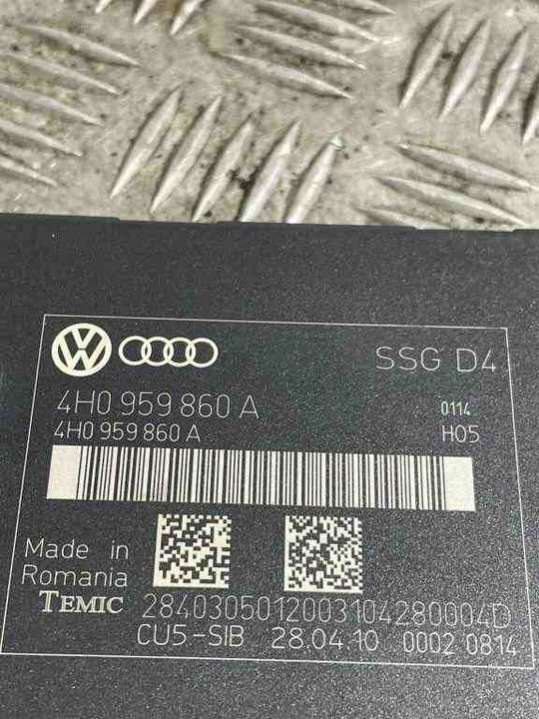 SSG D4
4H0 959 860 A 0114
4H0 959 860 A H05
Made in
Romania
TEMIC 2840305012003104280004D
CU5-SIB 28.04.10 0002 0814